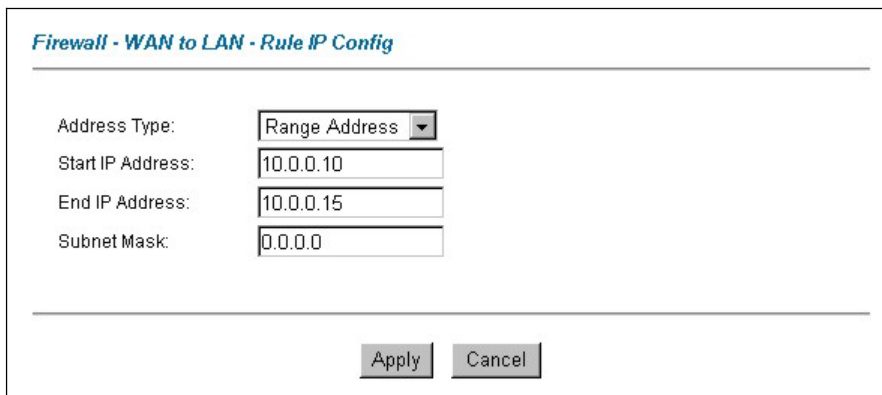 Firewall - WAN to LAN - Rule IP Config
Address Type: Range Address
Start IP Address: 10.0.0.10
End IP Address: 10.0.0.15
Subnet Mask: 0.0.0.0
Apply Cancel